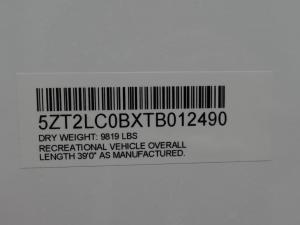 5ZT2LC0BXTB012490
DRY WEIGHT: 9819 LBS
RECREATIONAL VEHICLE OVERALL
LENGTH 39'0" AS MANUFACTURED.